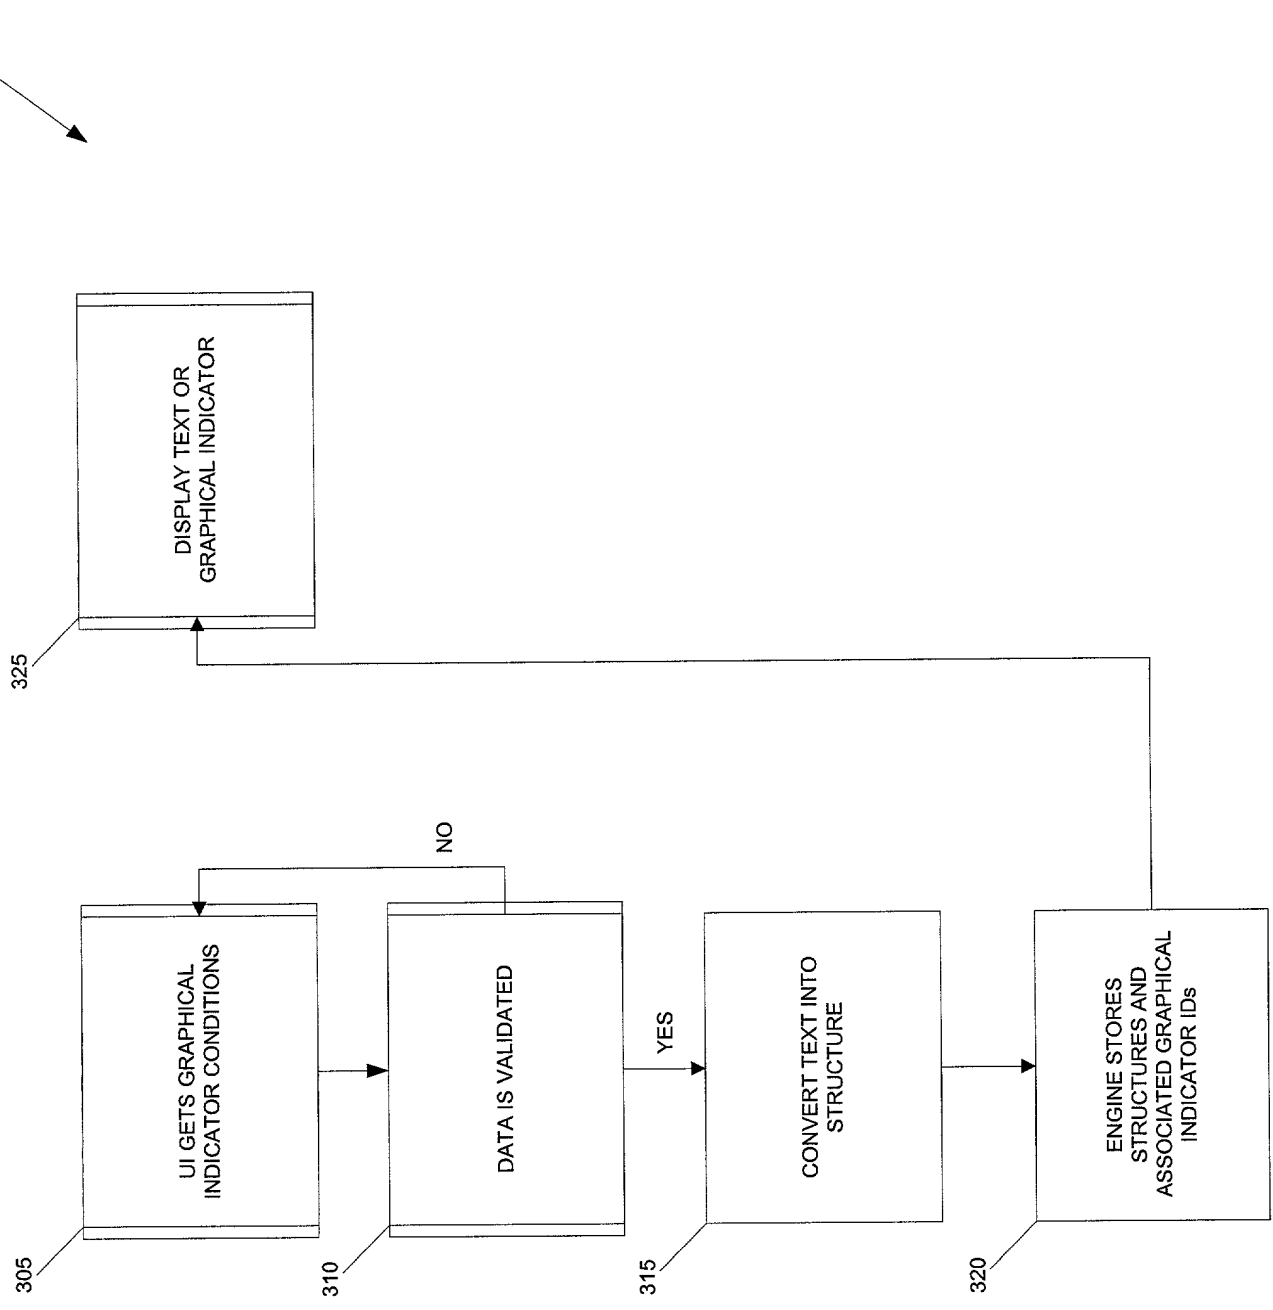 305
UI GETS GRAPHICAL
INDICATOR CONDITIONS
NO
310
DATA IS VALIDATED
YES
315
CONVERT TEXT INTO
STRUCTURE
320
ENGINE STORES
STRUCTURES AND
ASSOCIATED GRAPHICAL
INDICATOR IDs
325
DISPLAY TEXT OR
GRAPHICAL INDICATOR